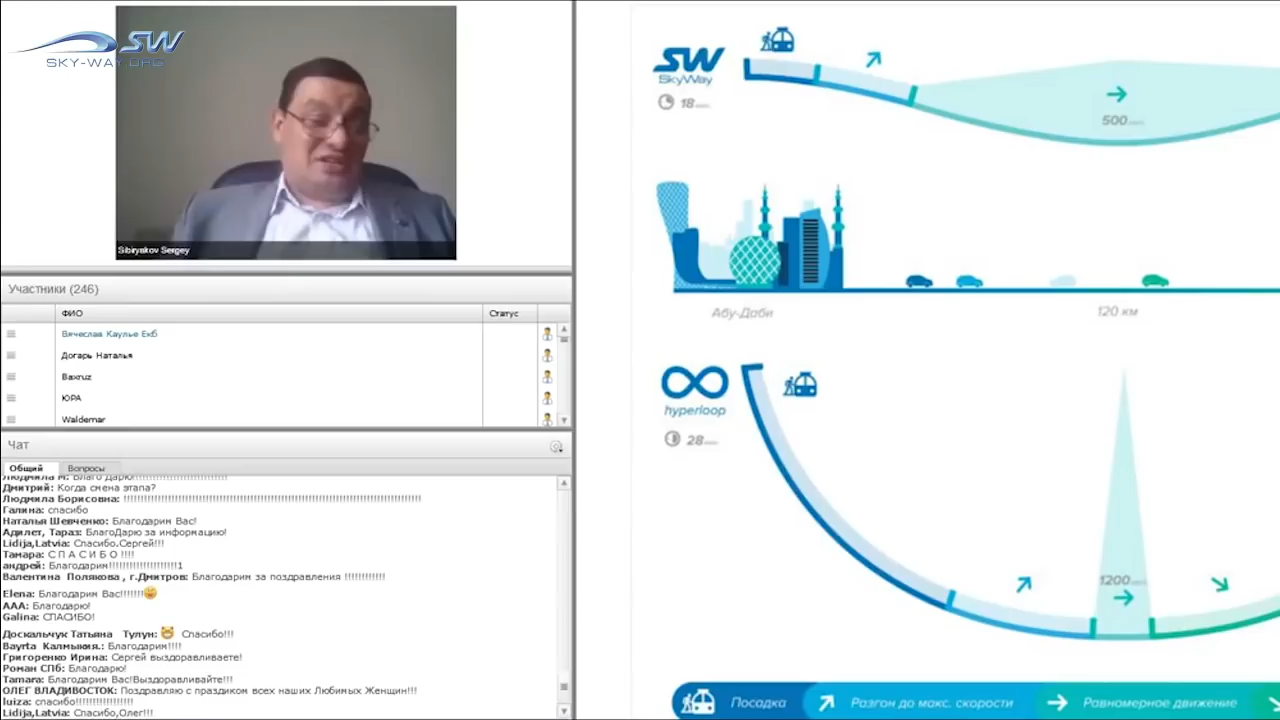 SW
SKY-WAY.ORG
Sibiryakov Sergey
Участники (246)
ФИО
Статус
Вячеслав Каулье Екб
Догарь Наталья
Baxruz
ЮРА
Waldemar
Чат
Общий
Вопросы
Людмила М: Благо Дарю!!!!!!!!!!!!!!!!!!!!!!!!!!!
Дмитрий: Когда смена этапа?
Людмила Борисовна: !!!!!!!!!!!!!!!!!!!!!!!!!!!!!!!!!!!!!!!!!!!!!!!!!!!!!!!!!!!!!!!!!!!!!!!!!!!!!!!!!!!!!!
Галина: спасибо
Наталья Шевченко: Благодарим Вас!
Адилет, Тараз: БлагоДарю за информацию!
Lidija,Latvia: Спасибо.Сергей!!!
Тамара: С П А С И Б О !!!!
андрей: Благодарим!!!!!!!!!!!!!!!!!!!!1
Валентина Полякова , г.Дмитров: Благодарим за поздравления !!!!!!!!!!!!
Elena: Благодарим Вас!!!!!!!
ААА: Благодарю!
Galina: СПАСИБО!
Доскальчук Татьяна Тулун: Спасибо!!!
Bayrta Калмыкия.: Благодарим!!!!
Григоренко Ирина: Сергей выздоравливаете!
Роман СПб: Благодарю!
Tamara: Благодарим Вас!Выздоравливайте!!!
ОЛЕГ ВЛАДИВОСТОК: Поздравляю с праздиком всех наших Любимых Женщин!!!
luiza: спасибо!!!!!!!!!!!!!!!!!
Lidija,Latvia: Спасибо,Олег!!!
SW
SkyWay
18
500
Абу-Даби
120 км
hyperloop
28
1200
Посадка
Разгон до макс. скорости
Равномерное движение